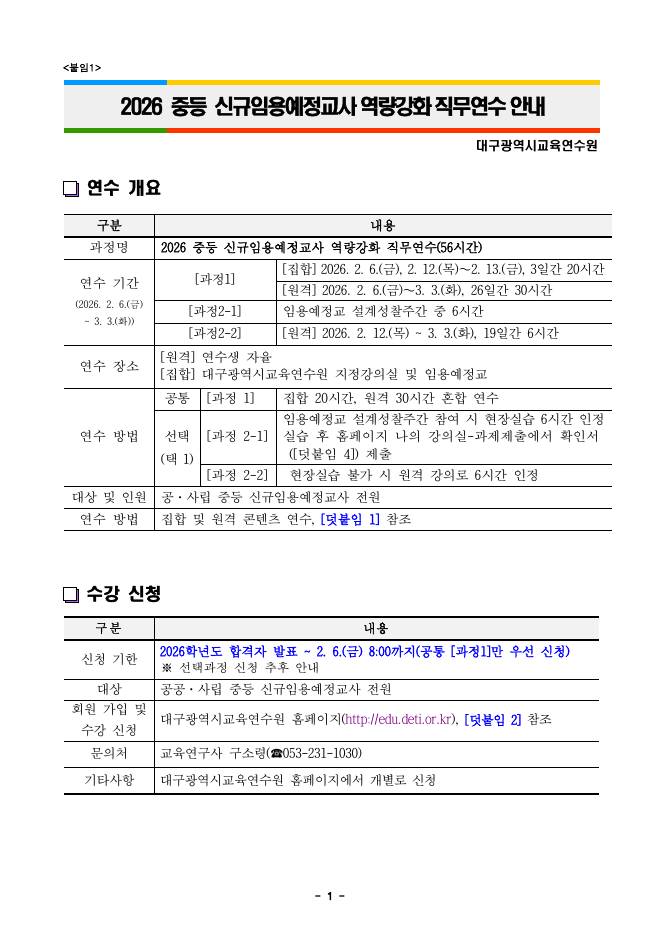 <붙임1>
2026 중등 신규임용예정교사 역량강화 직무연수 안내
대구광역시교육연수원
❏ 연수 개요
구분 내용
과정명 2026 중등 신규임용예정교사 역량강화 직무연수(56시간)
연수 기간
(2026. 2. 6.(금)
~ 3. 3.(화))
[과정1]
[집합] 2026. 2. 6.(금), 2. 12.(목)～2. 13.(금), 3일간 20시간
[원격] 2026. 2. 6.(금)～3. 3.(화), 26일간 30시간
[과정2-1] 임용예정교 설계성찰주간 중 6시간
[과정2-2] [원격] 2026. 2. 12.(목) ~ 3. 3.(화), 19일간 6시간
연수 장소
[원격] 연수생 자율
[집합] 대구광역시교육연수원 지정강의실 및 임용예정교
연수 방법
공통 [과정 1] 집합 20시간, 원격 30시간 혼합 연수
선택
(택 1)
[과정 2-1]
임용예정교 설계성찰주간 참여 시 현장실습 6시간 인정
실습 후 홈페이지 나의 강의실-과제제출에서 확인서
([덧붙임 4]) 제출
[과정 2-2] 현장실습 불가 시 원격 강의로 6시간 인정
대상 및 인원 공·사립 중등 신규임용예정교사 전원
연수 방법 집합 및 원격 콘텐츠 연수, [덧붙임 1] 참조
❏ 수강 신청
구분 내용
신청 기한
2026학년도 합격자 발표 ~ 2. 6.(금) 8:00까지(공통 [과정1]만 우선 신청)
※ 선택과정 신청 추후 안내
대상 공공·사립 중등 신규임용예정교사 전원
회원 가입 및
수강 신청
대구광역시교육연수원 홈페이지(http://edu.deti.or.kr), [덧붙임 2] 참조
문의처 교육연구사 구소령(☎053-231-1030)
기타사항 대구광역시교육연수원 홈페이지에서 개별로 신청
- 1 -